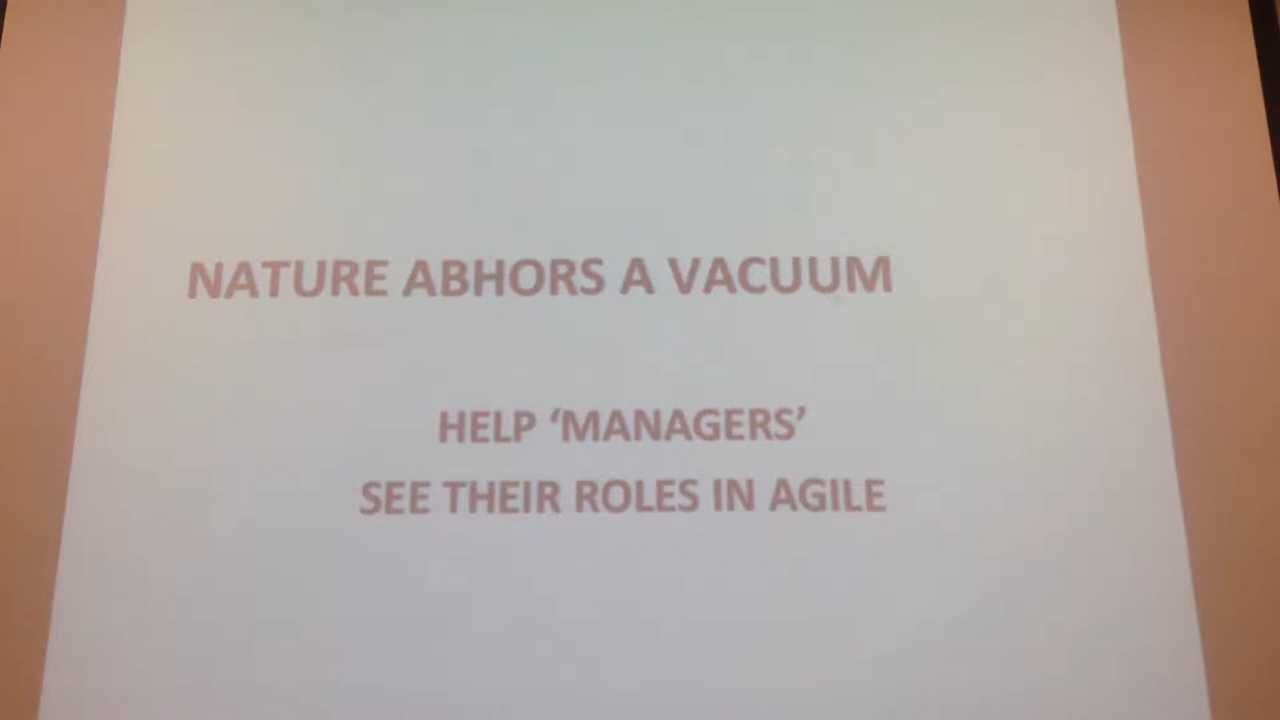 NATURE ABHORS A VACUUM
HELP ‘MANAGERS’
SEE THEIR ROLES IN AGILE